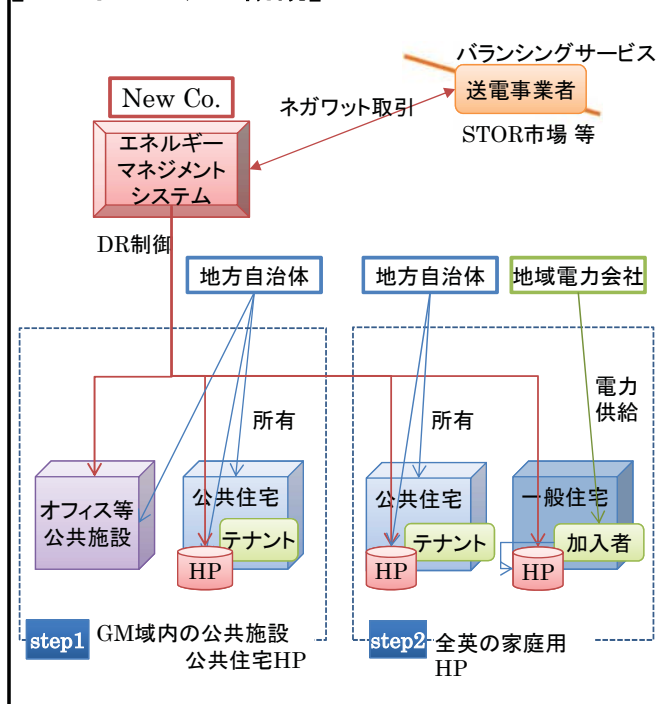 バランシングサービス
送電事業者
STOR市場 等
New Co.
ネガワット取引
エネルギー
マネジメント
システム
DR制御
地方自治体
地方自治体
地域電力会社
所有
所有
電力
供給
オフィス等
公共施設
公共住宅
テナント
HP
公共住宅
テナント
HP
一般住宅
加入者
HP
step1
GM域内の公共施設
公共住宅HP
step2
全英の家庭用
HP